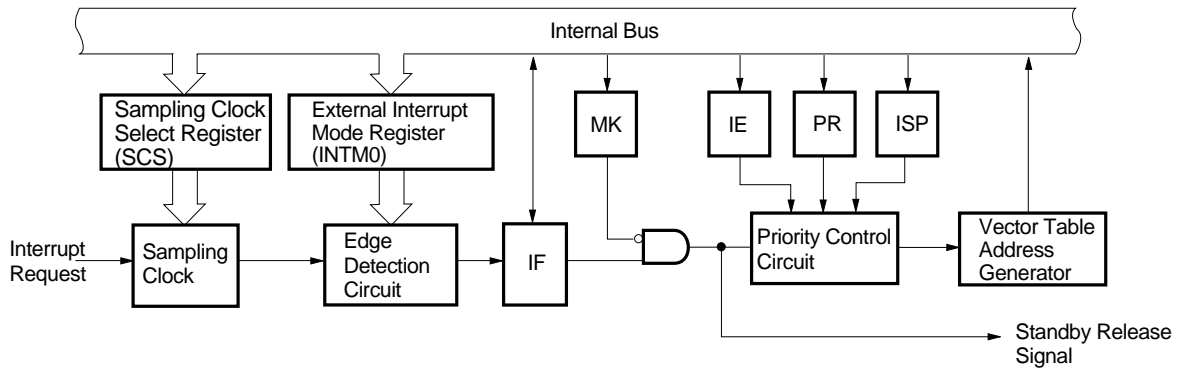 Internal Bus
Sampling Clock
Select Register
(SCS)
External Interrupt
Mode Register
(INTM0)
MK
IE
PR
ISP
Interrupt
Request
Sampling
Clock
Edge
Detection
Circuit
IF
Priority Control
Circuit
Vector Table
Address
Generator
Standby Release
Signal